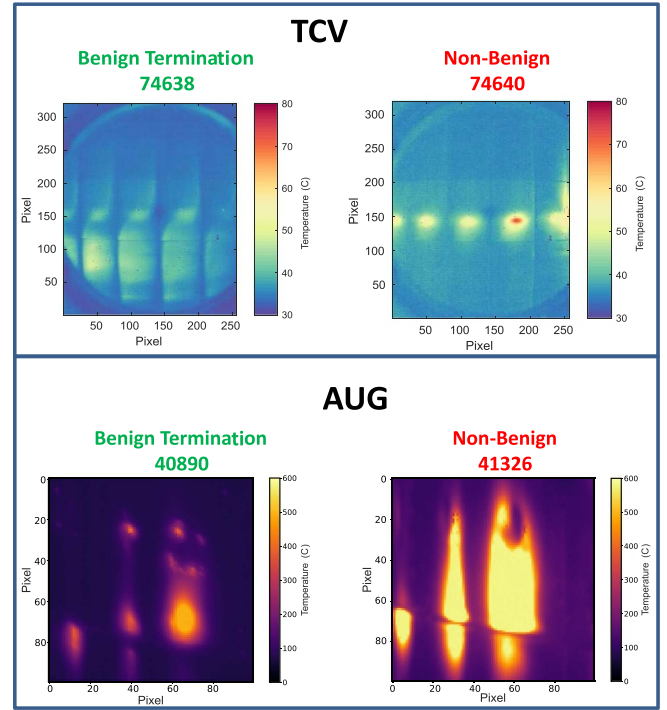 TCV
Benign Termination
74638
Non-Benign
74640
300
250
200
150
100
50
Pixel
50 100 150 200 250
Pixel
80
70
60
50
40
30
Temperature (C)
300
250
200
150
100
50
Pixel
50 100 150 200 250
Pixel
80
70
60
50
40
30
Temperature (C)
AUG
Benign Termination
40890
Non-Benign
41326
0
20
40
60
80
Pixel
0 20 40 60 80
Pixel
600
500
400
300
200
100
0
Temperature (C)
0
20
40
60
80
Pixel
0 20 40 60 80
Pixel
600
500
400
300
200
100
0
Temperature (C)